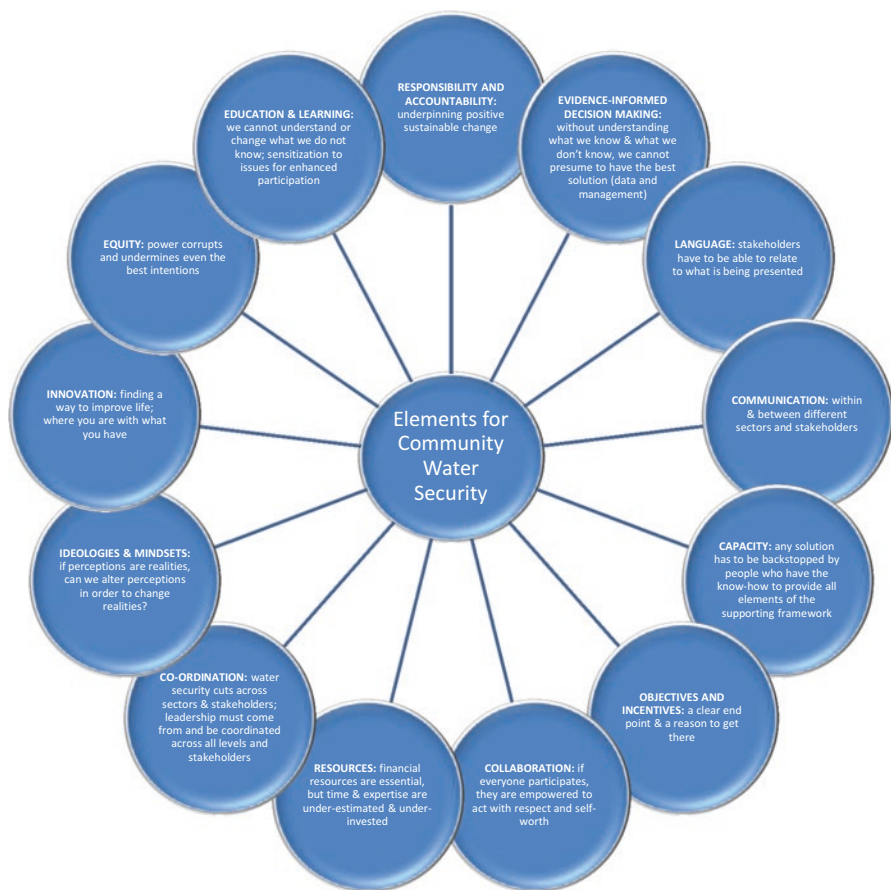 RESPONSIBILITY AND
ACCOUNTABILITY:
underpinning positive
sustainable change
EVIDENCE-INFORMED
DECISION MAKING:
without understanding
what we know & what we
don't know, we cannot
presume to have the best
solution (data and
management)
LANGUAGE: stakeholders
have to be able to relate
to what is being presented
COMMUNICATION: within
& between different
sectors and stakeholders
CAPACITY: any solution
has to be backstopped by
people who have the
know-how to provide all
elements of the
supporting framework
OBJECTIVES AND
INCENTIVES: a clear end
point & a reason to get
there
COLLABORATION: if
everyone participates,
they are empowered to
act with respect and self-
worth
RESOURCES: financial
resources are essential,
but time & expertise are
under-estimated & under-
invested
CO-ORDINATION: water
security cuts across
sectors & stakeholders;
leadership must come
from and be coordinated
across all levels and
stakeholders
IDEOLOGIES & MINDSETS:
if perceptions are realities,
can we alter perceptions
in order to change
realities?
INNOVATION: finding a
way to improve life;
where you are with what
you have
EQUITY: power corrupts
and undermines even the
best intentions
EDUCATION & LEARNING:
we cannot understand or
change what we do not
know; sensitization to
issues for enhanced
participation
Elements for
Community
Water
Security